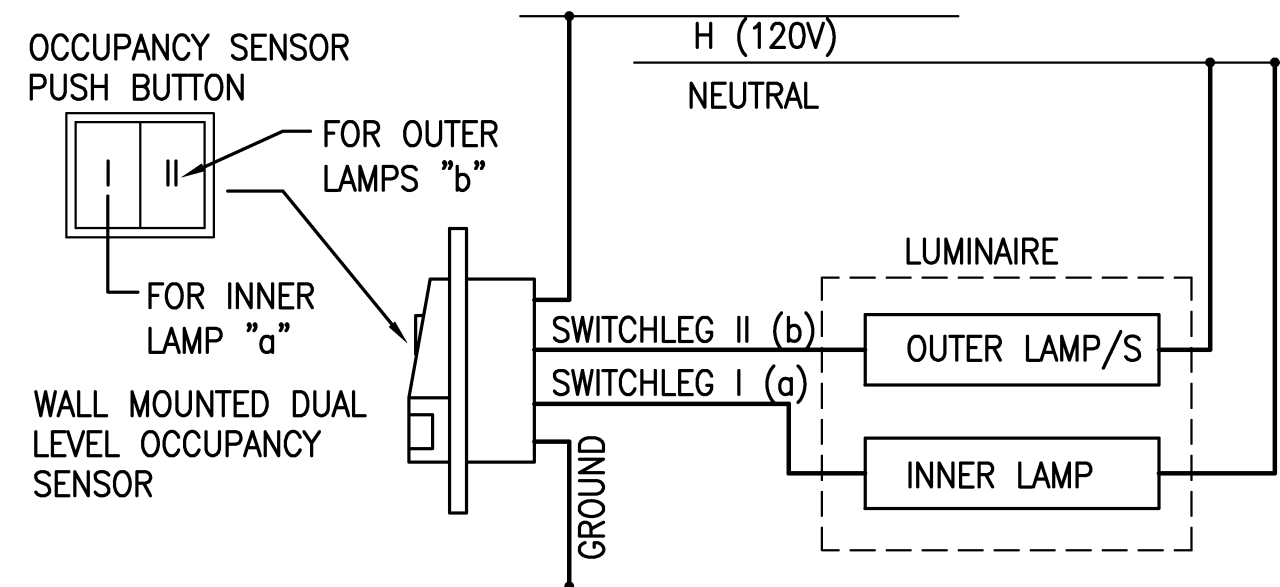 OCCUPANCY SENSOR
PUSH BUTTON
I
II
FOR OUTER
LAMPS "b"
FOR INNER
LAMP "a"
WALL MOUNTED DUAL
LEVEL OCCUPANCY
SENSOR
H (120V)
NEUTRAL
SWITCHLEG II (b)
SWITCHLEG I (a)
GROUND
LUMINAIRE
OUTER LAMP/S
INNER LAMP